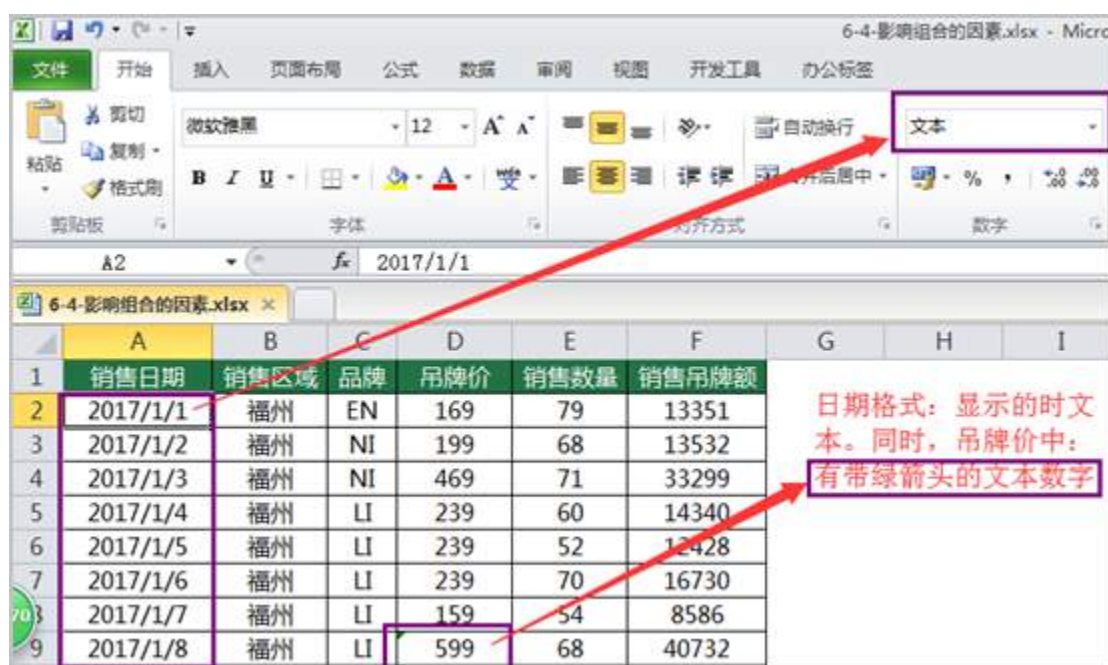 6-4-影响组合的因素.xlsx - Micro
文件 开始 插入 页面布局 公式 数据 审阅 视图 开发工具 办公标签
剪切 微软雅黑 12 A A 自动换行 文本
复制
粘贴 格式刷 B I U A 并后居中 % ,
剪贴板 字体 对齐方式 数字
A2 fx 2017/1/1
6-4-影响组合的因素.xlsx
A B C D E F G H I
1 销售日期 销售区域 品牌 吊牌价 销售数量 销售吊牌额
2 2017/1/1 福州 EN 169 79 13351
3 2017/1/2 福州 NI 199 68 13532
4 2017/1/3 福州 NI 469 71 33299
5 2017/1/4 福州 LI 239 60 14340
6 2017/1/5 福州 LI 239 52 12428
7 2017/1/6 福州 LI 239 70 16730
8 2017/1/7 福州 LI 159 54 8586
9 2017/1/8 福州 LI 599 68 40732
日期格式：显示的时文
本。同时，吊牌价中：
有带绿箭头的文本数字
70